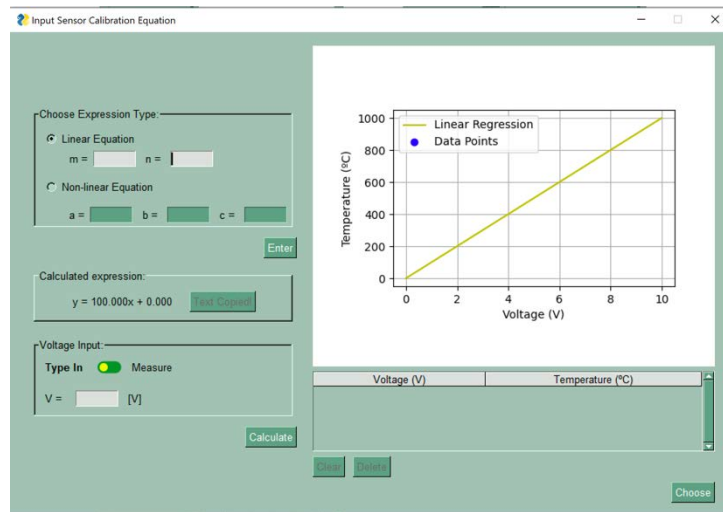 Input Sensor Calibration Equation
Choose Expression Type:
Linear Equation
m = n =
Non-linear Equation
a = b = c =
Enter
Calculated expression:
y = 100.000x + 0.000 Text Copied!
Voltage Input:
Type In Measure
V = [V]
Calculate
Linear Regression
Data Points
Temperature (ºC)
1000
800
600
400
200
0
0 2 4 6 8 10
Voltage (V)
Voltage (V) Temperature (ºC)
Clear Delete
Choose